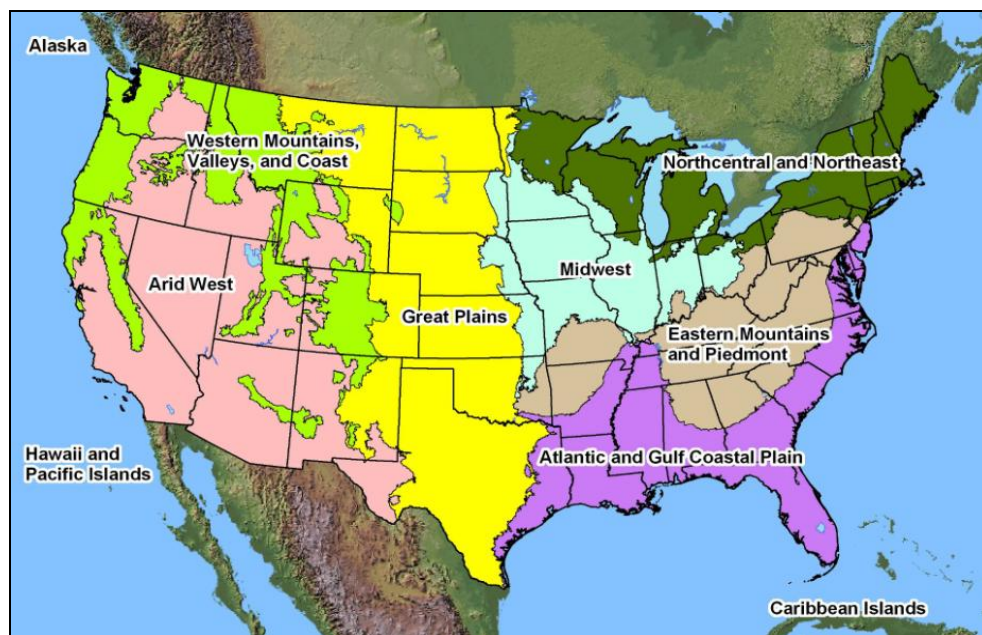 Alaska
Western Mountains,
Valleys, and Coast
Northcentral and Northeast
Arid West
Midwest
Great Plains
Eastern Mountains
and Piedmont
Hawaii and
Pacific Islands
Atlantic and Gulf Coastal Plain
Caribbean Islands